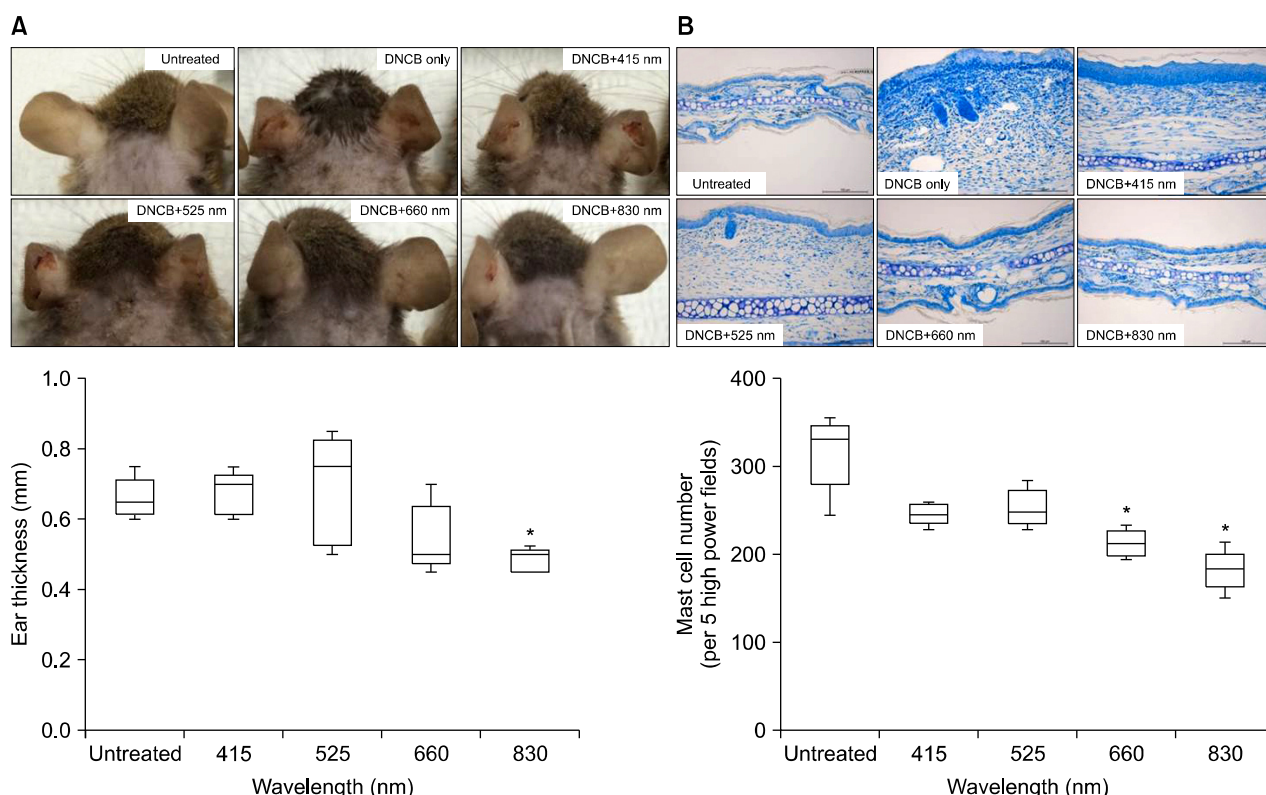 A
B
Untreated
DNCB only
DNCB+415 nm
DNCB+525 nm
DNCB+660 nm
DNCB+830 nm
Untreated
DNCB only
DNCB+415 nm
DNCB+525 nm
DNCB+660 nm
DNCB+830 nm
Ear thickness (mm)
1.0
0.8
0.6
0.4
0.2
0.0
*
Untreated 415 525 660 830
Wavelength (nm)
Mast cell number
(per 5 high power fields)
400
300
200
100
0
*
*
Untreated 415 525 660 830
Wavelength (nm)